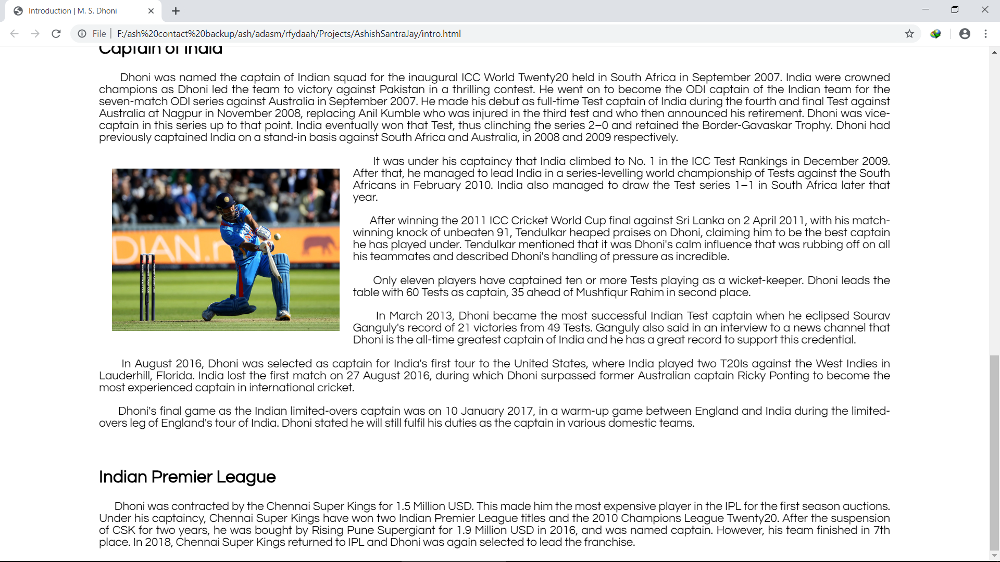 Introduction | M. S. Dhoni
File | F:/ash%20contact%20backup/ash/adasm/rfydaah/Projects/AshishSantraJay/intro.html
Captain of India
Dhoni was named the captain of Indian squad for the inaugural ICC World Twenty20 held in South Africa in September 2007. India were crowned
champions as Dhoni led the team to victory against Pakistan in a thrilling contest. He went on to become the ODI captain of the Indian team for the
seven-match ODI series against Australia in September 2007. He made his debut as full-time Test captain of India during the fourth and final Test against
Australia at Nagpur in November 2008, replacing Anil Kumble who was injured in the third test and who then announced his retirement. Dhoni was vice-
captain in this series up to that point. India eventually won that Test, thus clinching the series 2–0 and retained the Border-Gavaskar Trophy. Dhoni had
previously captained India on a stand-in basis against South Africa and Australia, in 2008 and 2009 respectively.
It was under his captaincy that India climbed to No. 1 in the ICC Test Rankings in December 2009.
After that, he managed to lead India in a series-levelling world championship of Tests against the South
Africans in February 2010. India also managed to draw the Test series 1–1 in South Africa later that
year.
DIAN.n
After winning the 2011 ICC Cricket World Cup final against Sri Lanka on 2 April 2011, with his match-
winning knock of unbeaten 91, Tendulkar heaped praises on Dhoni, claiming him to be the best captain
he has played under. Tendulkar mentioned that it was Dhoni's calm influence that was rubbing off on all
his teammates and described Dhoni's handling of pressure as incredible.
Only eleven players have captained ten or more Tests playing as a wicket-keeper. Dhoni leads the
table with 60 Tests as captain, 35 ahead of Mushfiqur Rahim in second place.
In March 2013, Dhoni became the most successful Indian Test captain when he eclipsed Sourav
Ganguly's record of 21 victories from 49 Tests. Ganguly also said in an interview to a news channel that
Dhoni is the all-time greatest captain of India and he has a great record to support this credential.
In August 2016, Dhoni was selected as captain for India's first tour to the United States, where India played two T20Is against the West Indies in
Lauderhill, Florida. India lost the first match on 27 August 2016, during which Dhoni surpassed former Australian captain Ricky Ponting to become the
most experienced captain in international cricket.
Dhoni's final game as the Indian limited-overs captain was on 10 January 2017, in a warm-up game between England and India during the limited-
overs leg of England's tour of India. Dhoni stated he will still fulfil his duties as the captain in various domestic teams.
Indian Premier League
Dhoni was contracted by the Chennai Super Kings for 1.5 Million USD. This made him the most expensive player in the IPL for the first season auctions.
Under his captaincy, Chennai Super Kings have won two Indian Premier League titles and the 2010 Champions League Twenty20. After the suspension
of CSK for two years, he was bought by Rising Pune Supergiant for 1.9 Million USD in 2016, and was named captain. However, his team finished in 7th
place. In 2018, Chennai Super Kings returned to IPL and Dhoni was again selected to lead the franchise.